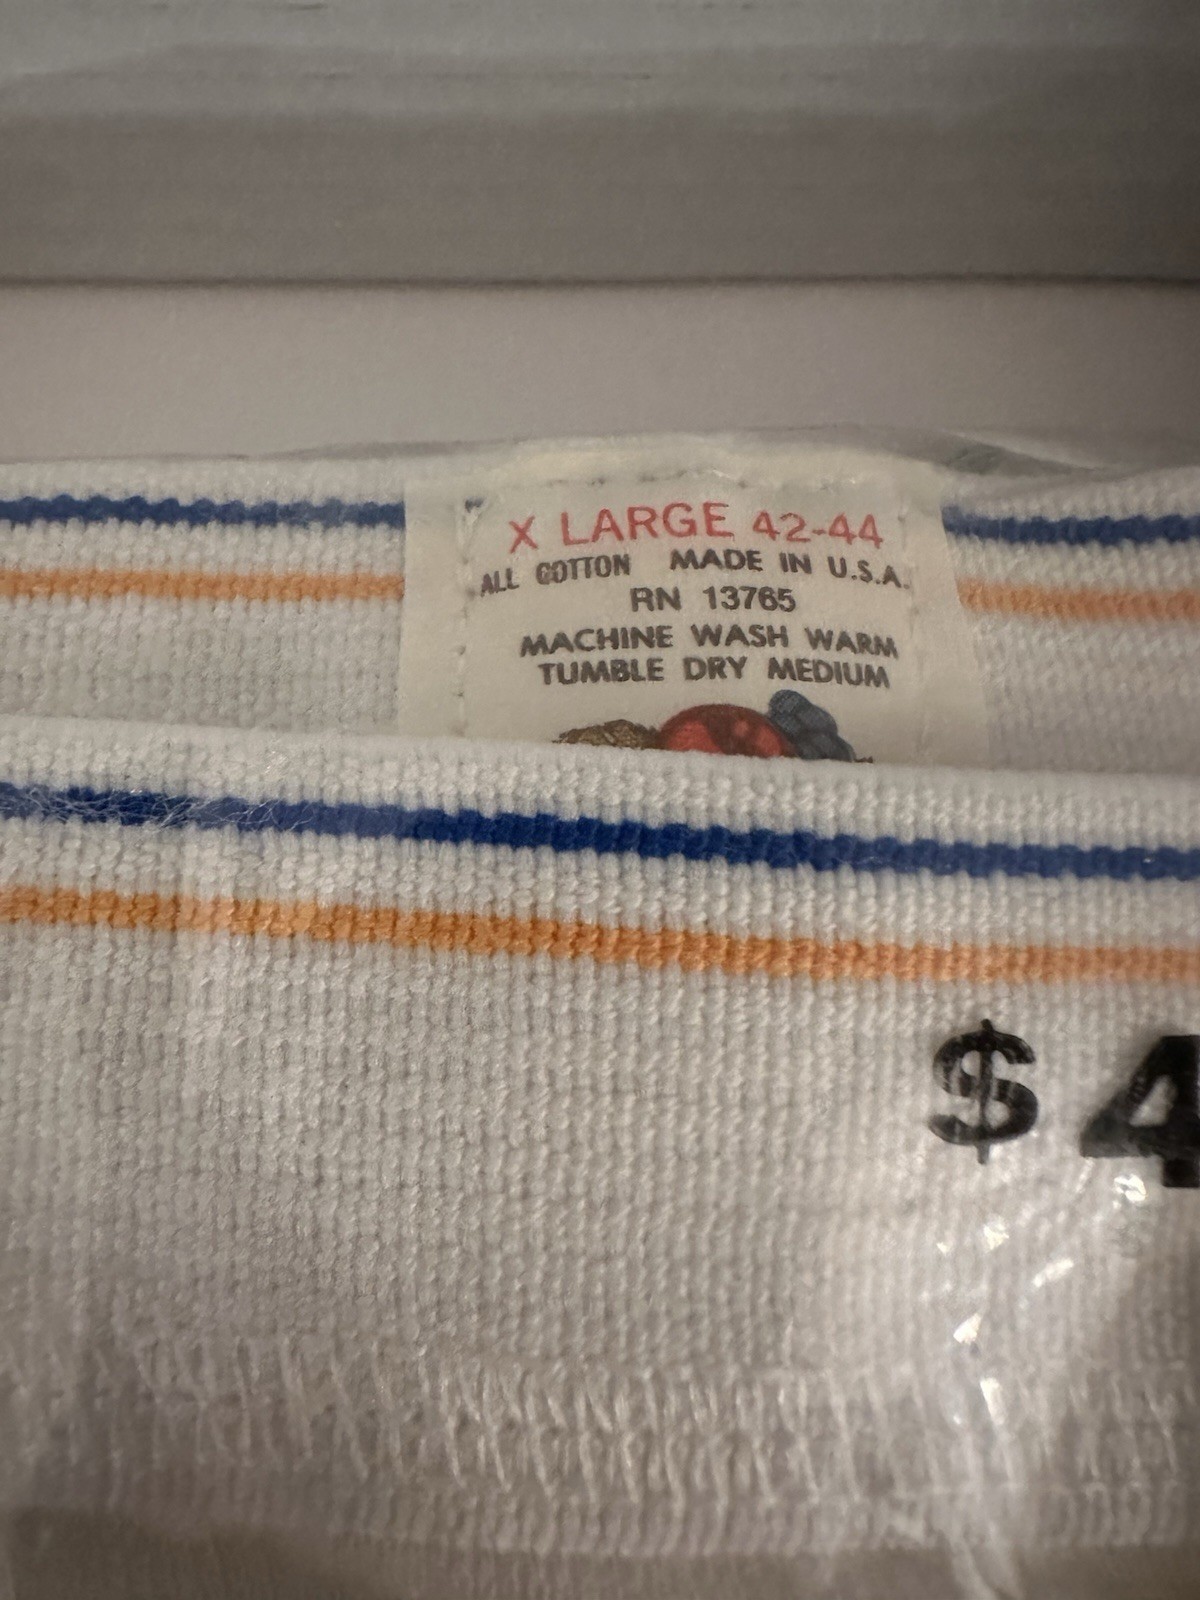 X LARGE 42-44
ALL COTTON MADE IN U.S.A.
RN 13765
MACHINE WASH WARM
TUMBLE DRY MEDIUM
$4